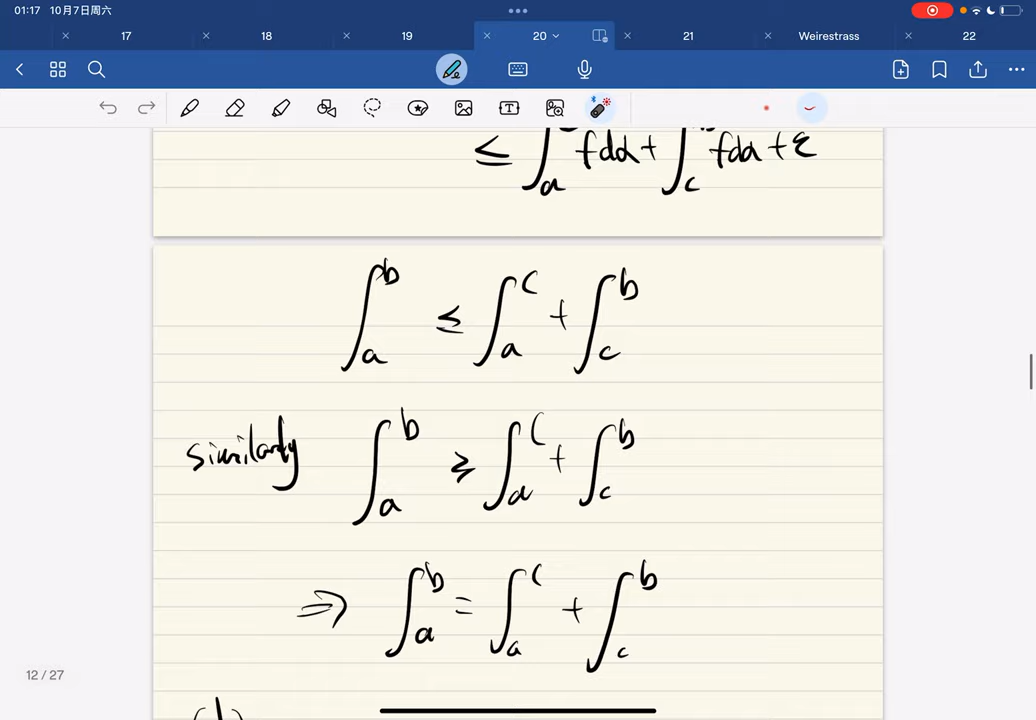 01:17 10月7日周六
17 18 19 20 21 Weirestrass 22
≤ ∫_a fdα + ∫_c fdα + ε
∫_a^b ≤ ∫_a^c + ∫_c^b
similarly ∫_a^b ≥ ∫_a^c + ∫_c^b
⇒ ∫_a^b = ∫_a^c + ∫_c^b
12 / 27